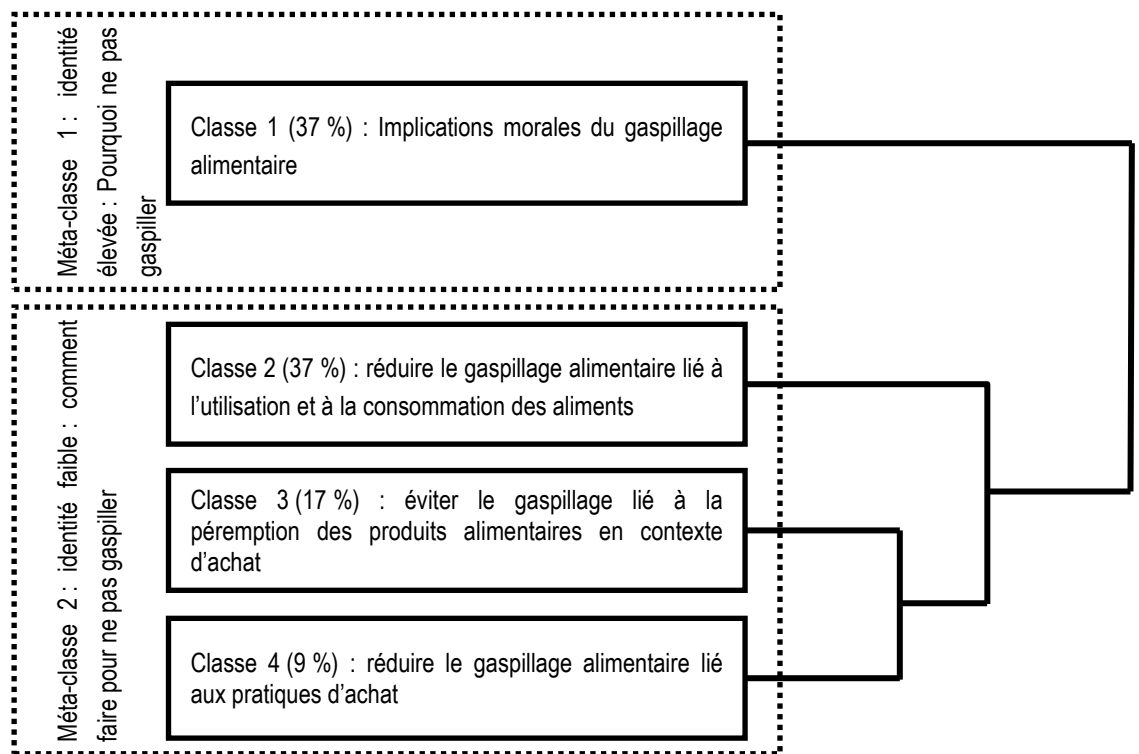 Méta-classe 1 : identité
élevée : Pourquoi ne pas
gaspiller
Classe 1 (37 %) : Implications morales du gaspillage
alimentaire
Méta-classe 2 : identité faible : comment
faire pour ne pas gaspiller
Classe 2 (37 %) : réduire le gaspillage alimentaire lié à
l’utilisation et à la consommation des aliments
Classe 3 (17 %) : éviter le gaspillage lié à la
péremption des produits alimentaires en contexte
d’achat
Classe 4 (9 %) : réduire le gaspillage alimentaire lié
aux pratiques d’achat